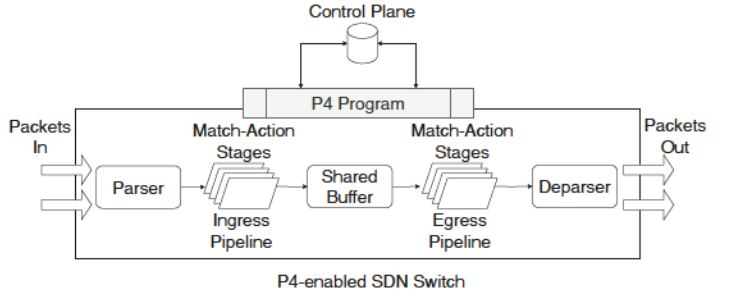 Control Plane
P4 Program
Packets
In
Match-Action
Stages
Match-Action
Stages
Packets
Out
Parser
Shared
Buffer
Deparser
Ingress
Pipeline
Egress
Pipeline
P4-enabled SDN Switch